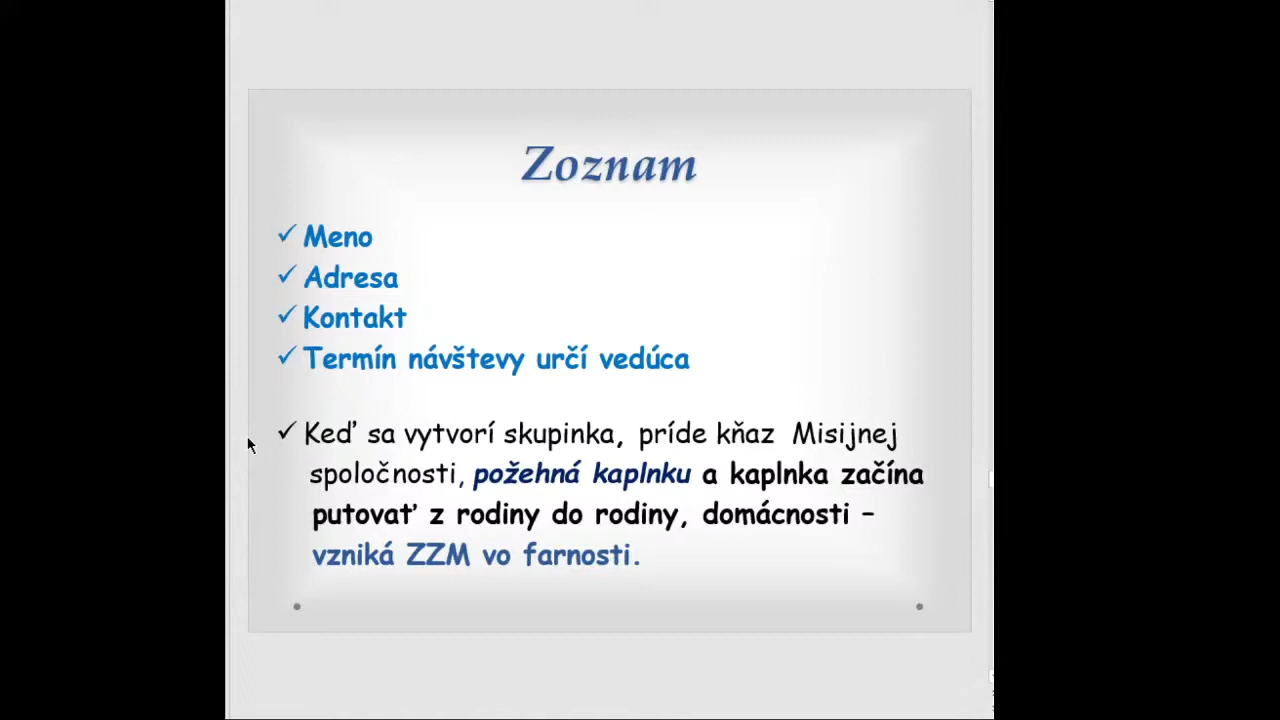 Zoznam
✓ Meno
✓ Adresa
✓ Kontakt
✓ Termín návštevy určí vedúca
✓ Keď sa vytvorí skupinka, príde kňaz Misijnej
spoločnosti, požehná kaplnku a kaplnka začína
putovať z rodiny do rodiny, domácnosti –
vzniká ZZM vo farnosti.